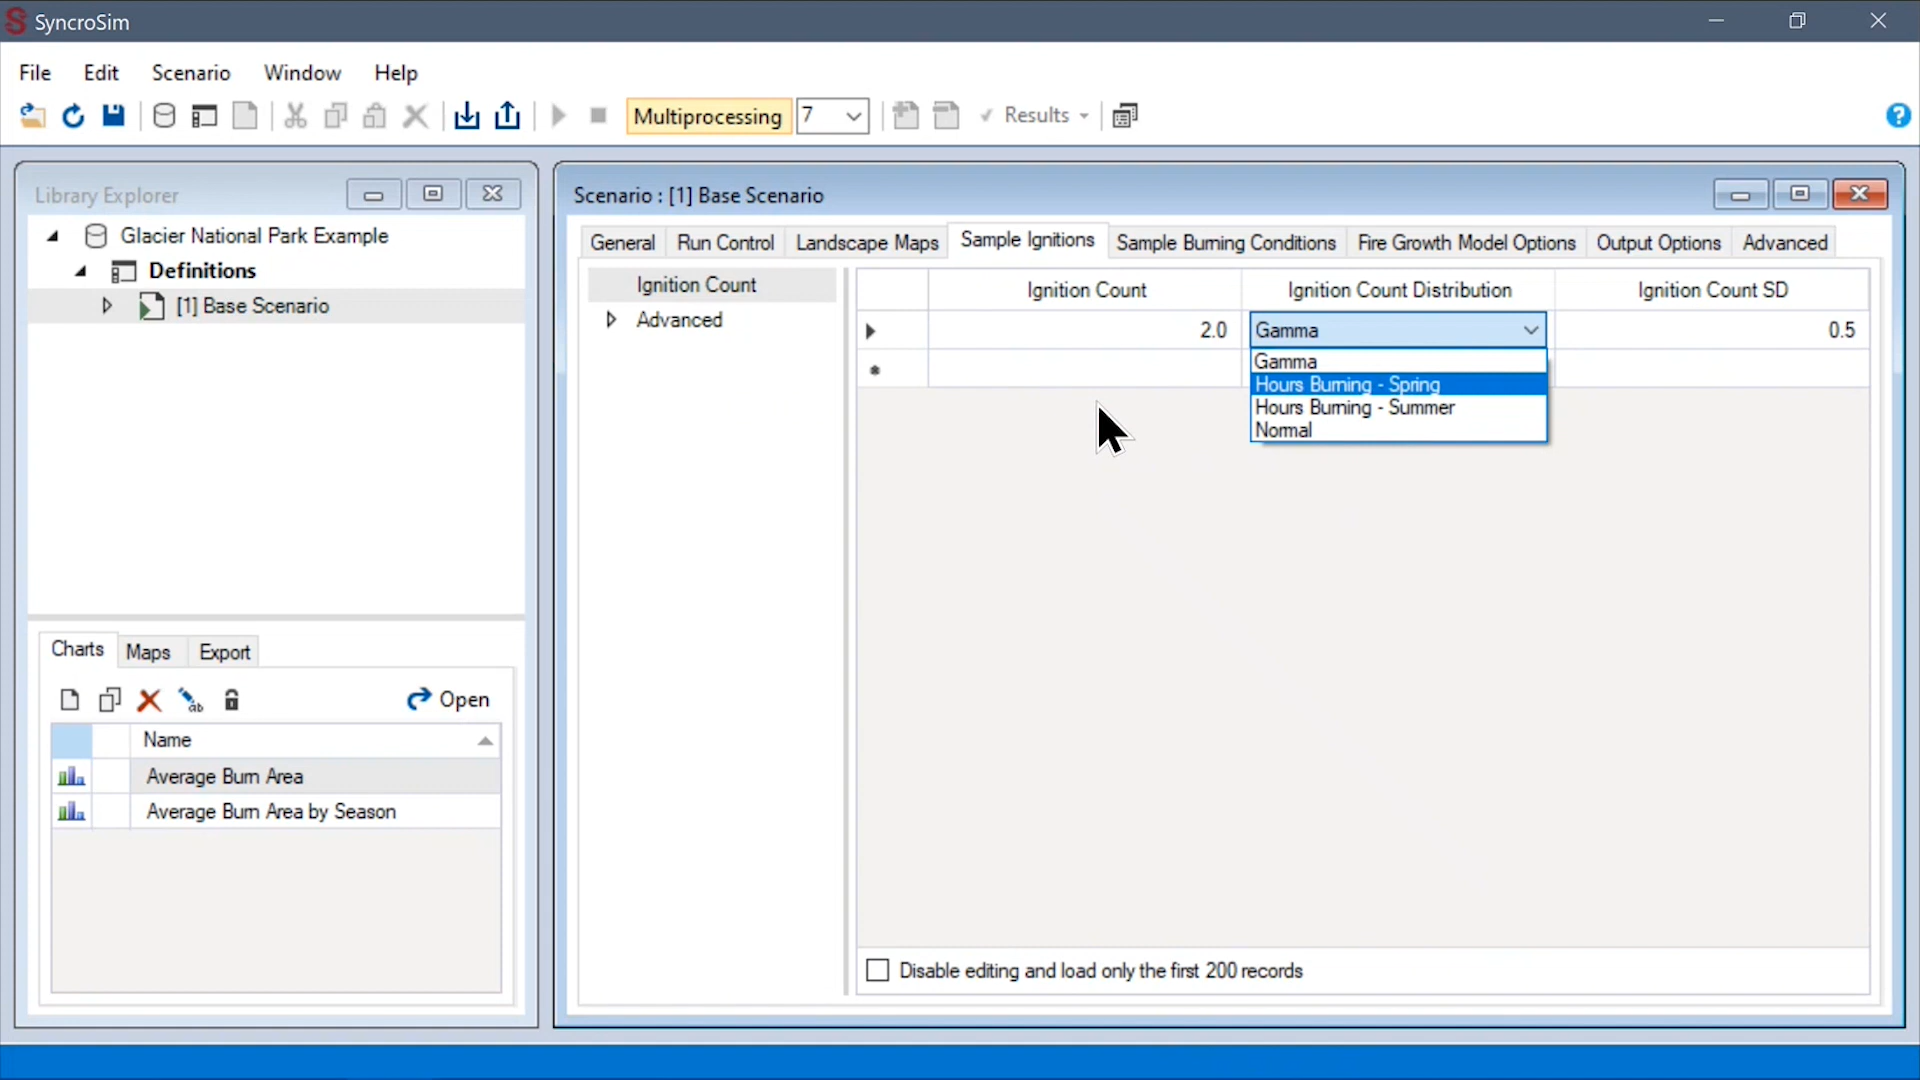 SyncroSim
File Edit Scenario Window Help
Multiprocessing 7 Results ?
Library Explorer
Glacier National Park Example
Definitions
[1] Base Scenario
Charts Maps Export
ab Open
Name
Average Burn Area
Average Burn Area by Season
Scenario : [1] Base Scenario
General Run Control Landscape Maps Sample Ignitions Sample Burning Conditions Fire Growth Model Options Output Options Advanced
Ignition Count
Advanced
Ignition Count Ignition Count Distribution Ignition Count SD
2.0 Gamma 0.5
Gamma
Hours Burning - Spring
Hours Burning - Summer
Normal
Disable editing and load only the first 200 records